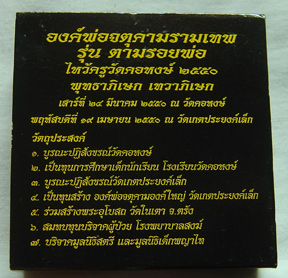 องค์พ่อจตุคามรามเทพ
รุ่น ตามรอยพ่อ
ไหว้ครูวัดคอหงษ์ ๒๕๕๐
พุทธาภิเษก เทวาภิเษก
เสาร์ที่ ๒๔ มีนาคม ๒๕๕๐ ณ วัดคอหงษ์
พฤหัสบดีที่ ๑๙ เมษายน ๒๕๕๐ ณ วัดเกตประยงค์เล็ก
วัตถุประสงค์
๑. บูรณะปฏิสังขรณ์วัดคอหงษ์
๒. เป็นทุนการศึกษาเด็กนักเรียน โรงเรียนวัดคอหงษ์
๓. บูรณะปฏิสังขรณ์วัดเกตประยงค์เล็ก
๔. เป็นทุนสร้าง องค์พ่อจตุคามองค์ใหญ่ วัดเกตประยงค์เล็ก
๕. ร่วมสร้างพระอุโบสถ วัดในเตา จ.ตรัง
๖. สมทบทุนบริจาคผู้ป่วย โรงพยาบาลสงฆ์
๗. บริจาคมูลนิธิสตรี และมูลนิธิเด็กพญาไท